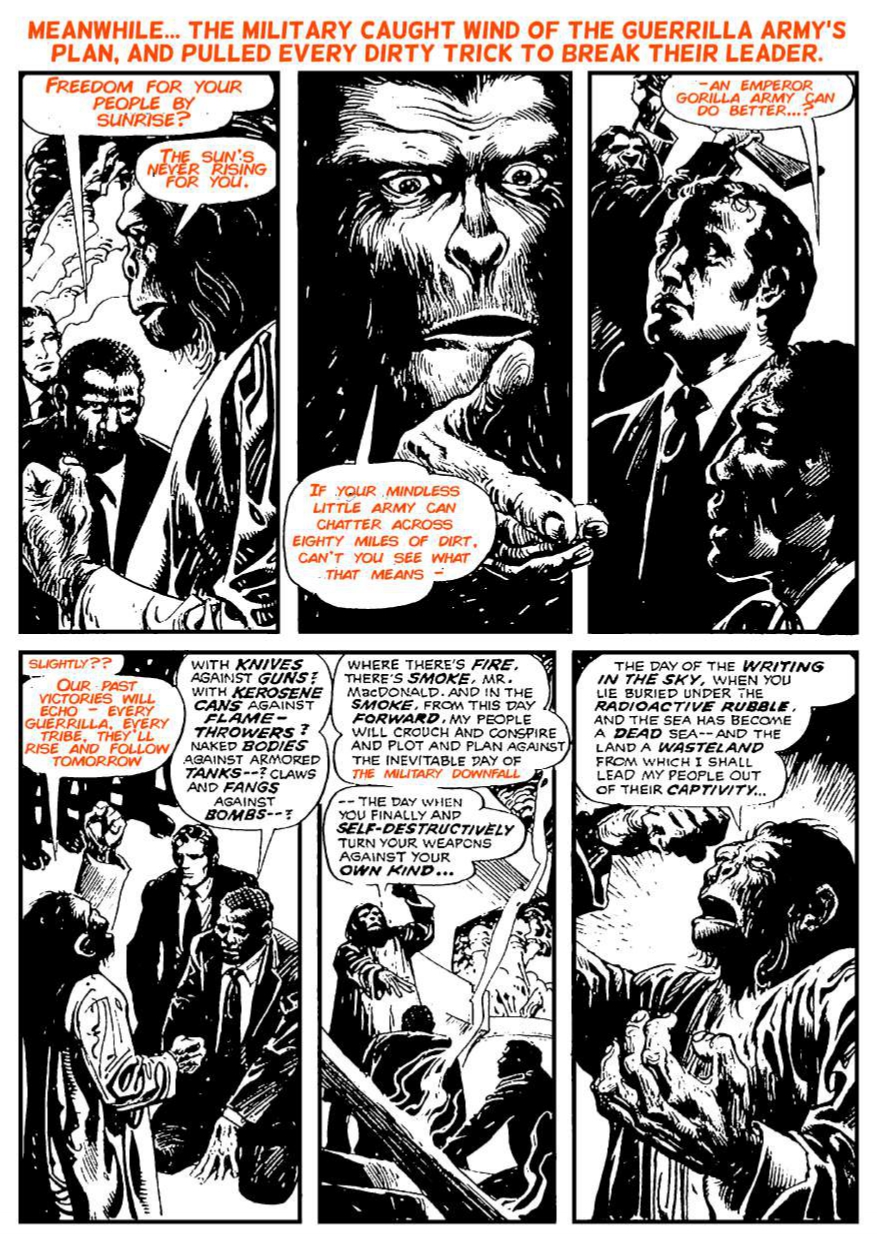 MEANWHILE... THE MILITARY CAUGHT WIND OF THE GUERRILLA ARMY'S
PLAN, AND PULLED EVERY DIRTY TRICK TO BREAK THEIR LEADER.
FREEDOM FOR YOUR
PEOPLE BY
SUNRISE?
THE SUN'S
NEVER RISING
FOR YOU.
IF YOUR MINDLESS
LITTLE ARMY CAN
CHATTER ACROSS
EIGHTY MILES OF DIRT,
CAN'T YOU SEE WHAT
THAT MEANS -
-AN EMPEROR
GORILLA ARMY CAN
DO BETTER...?
SLIGHTLY??
OUR PAST
VICTORIES WILL
ECHO - EVERY
GUERRILLA, EVERY
TRIBE. THEY'LL
RISE AND FOLLOW
TOMORROW
WITH KNIVES
AGAINST GUNS?
WITH KEROSENE
CANS AGAINST
FLAME-
THROWERS?
NAKED BODIES
AGAINST ARMORED
TANKS--? CLAWS
AND FANGS
AGAINST
BOMBS--?
WHERE THERE'S FIRE,
THERE'S SMOKE, MR.
MACDONALD. AND IN THE
SMOKE, FROM THIS DAY
FORWARD, MY PEOPLE
WILL CROUCH AND CONSPIRE
AND PLOT AND PLAN AGAINST
THE INEVITABLE DAY OF
THE MILITARY DOWNFALL
-- THE DAY WHEN
YOU FINALLY AND
SELF-DESTRUCTIVELY
TURN YOUR WEAPONS
AGAINST YOUR
OWN KIND...
THE DAY OF THE WRITING
IN THE SKY, WHEN YOU
LIE BURIED UNDER THE
RADIOACTIVE RUBBLE,
AND THE SEA HAS BECOME
A DEAD SEA--AND THE
LAND A WASTELAND
FROM WHICH I SHALL
LEAD MY PEOPLE OUT
OF THEIR CAPTIVITY...